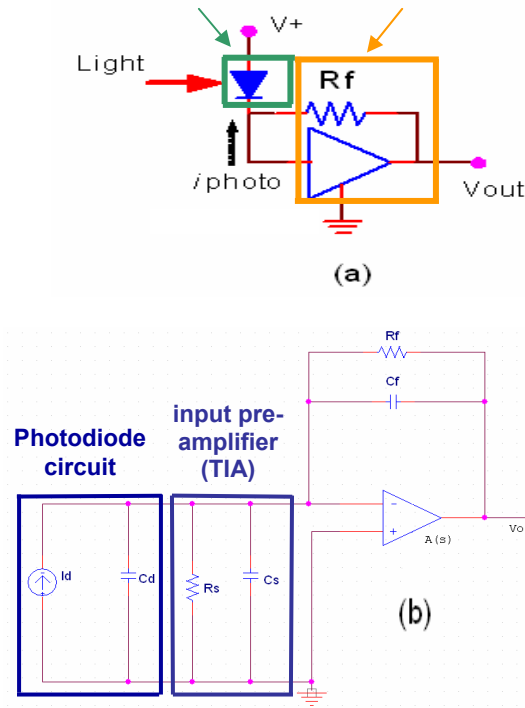 V+
Light
Rf
iphoto
Vout
(a)
Rf
Cf
Photodiode
circuit
input pre-
amplifier
(TIA)
-
+
A(s)
Vo
Id
Cd
Rs
Cs
(b)